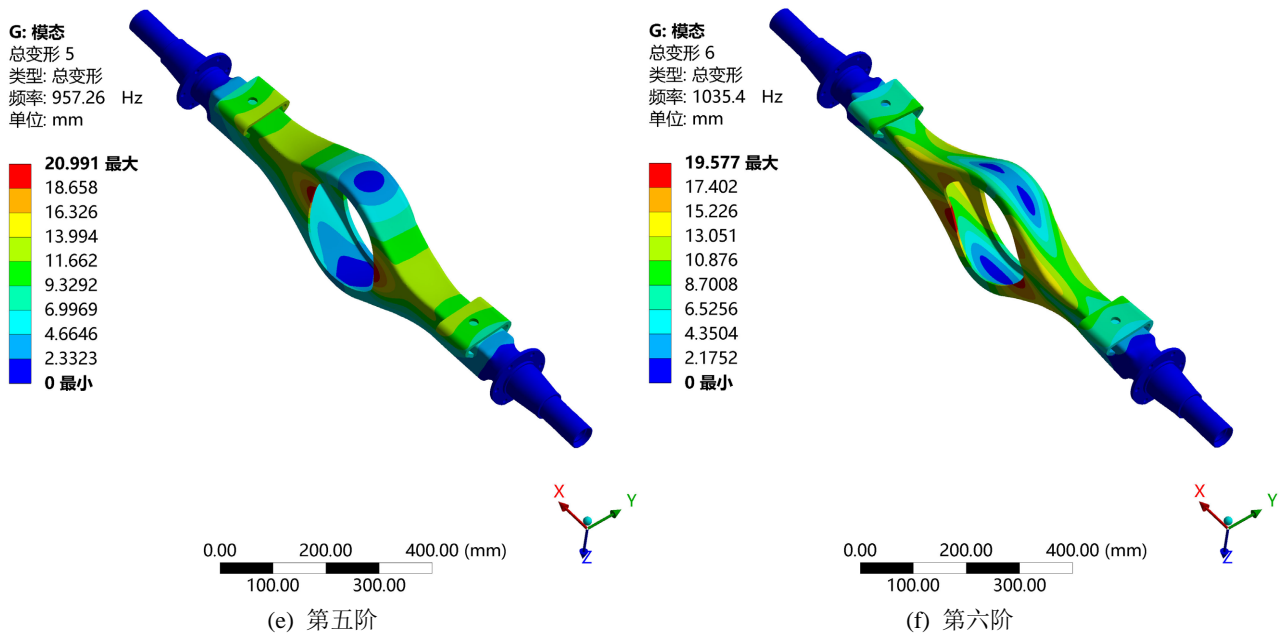 G: 模态
总变形 5
类型: 总变形
频率: 957.26 Hz
单位: mm
20.991 最大
18.658
16.326
13.994
11.662
9.3292
6.9969
4.6646
2.3323
0 最小
X
Y
Z
0.00 200.00 400.00 (mm)
100.00 300.00
(e) 第五阶
G: 模态
总变形 6
类型: 总变形
频率: 1035.4 Hz
单位: mm
19.577 最大
17.402
15.226
13.051
10.876
8.7008
6.5256
4.3504
2.1752
0 最小
X
Y
Z
0.00 200.00 400.00 (mm)
100.00 300.00
(f) 第六阶